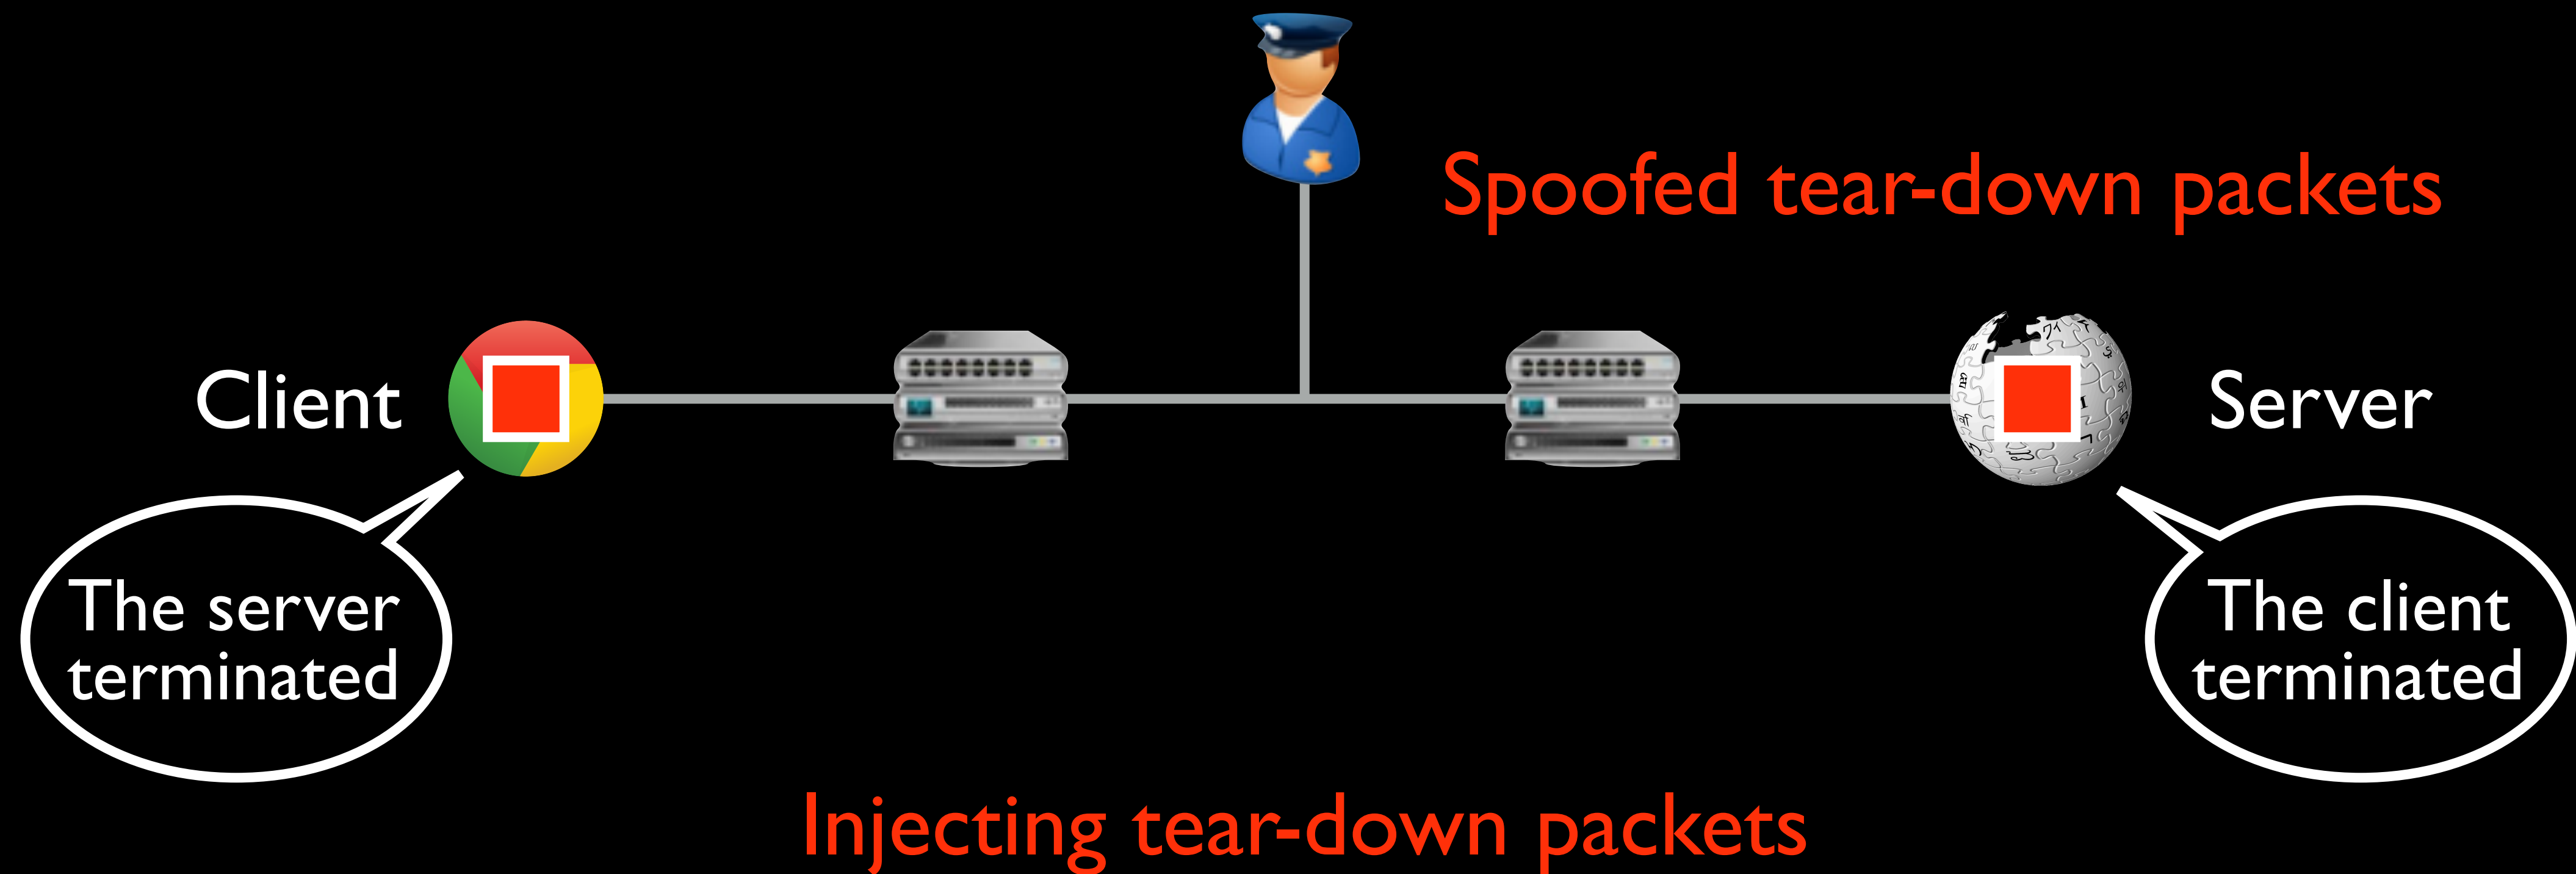 Spoofed tear-down packets
Client
Server
The server
terminated
The client
terminated
Injecting tear-down packets